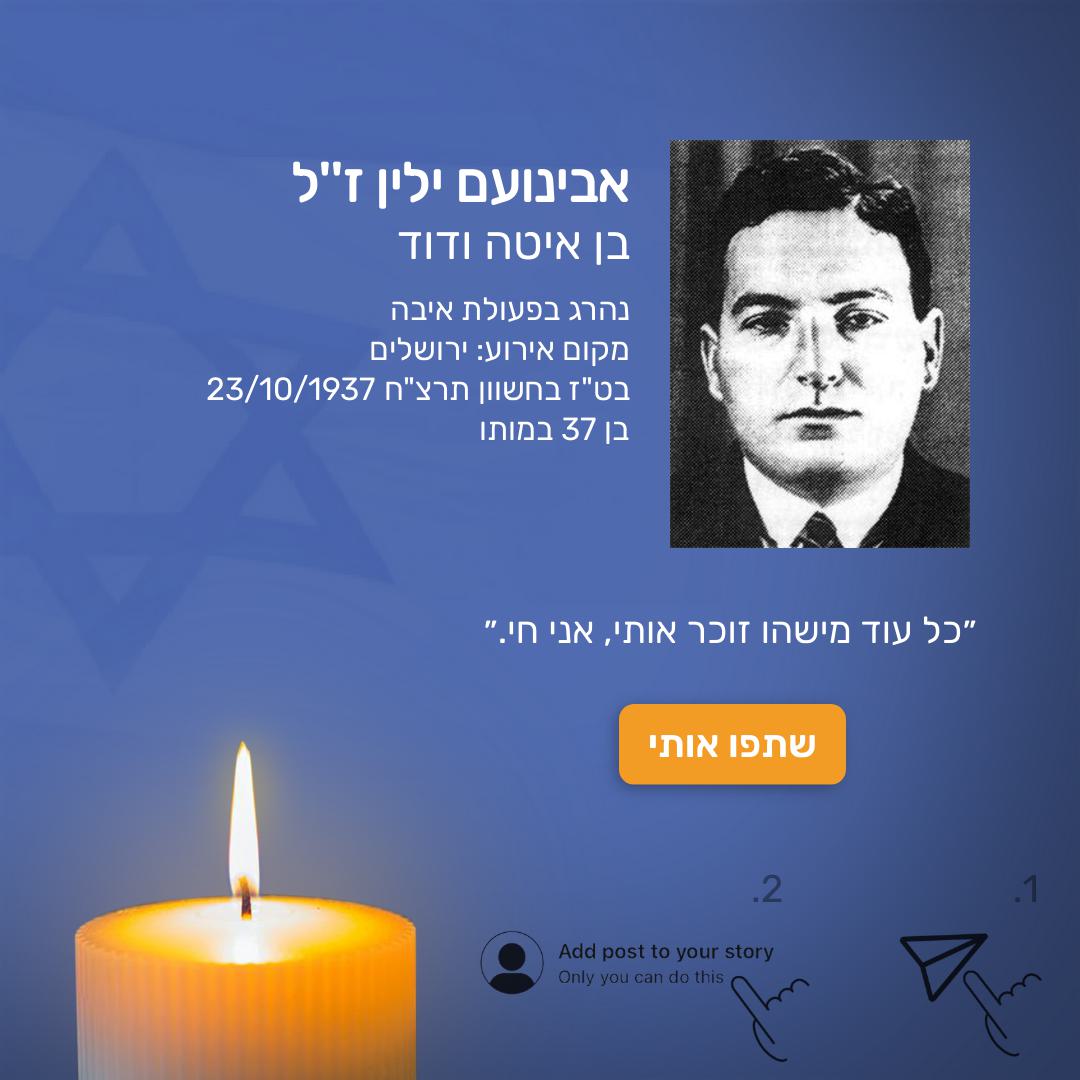 אבינועם ילין ז"ל
בן איטה ודוד
נהרג בפעולת איבה
מקום אירוע: ירושלים
בט"ז בחשוון תרצ"ח 23/10/1937
בן 37 במותו
״כל עוד מישהו זוכר אותי, אני חי.״
שתפו אותי
1.
2.
Add post to your story
Only you can do this